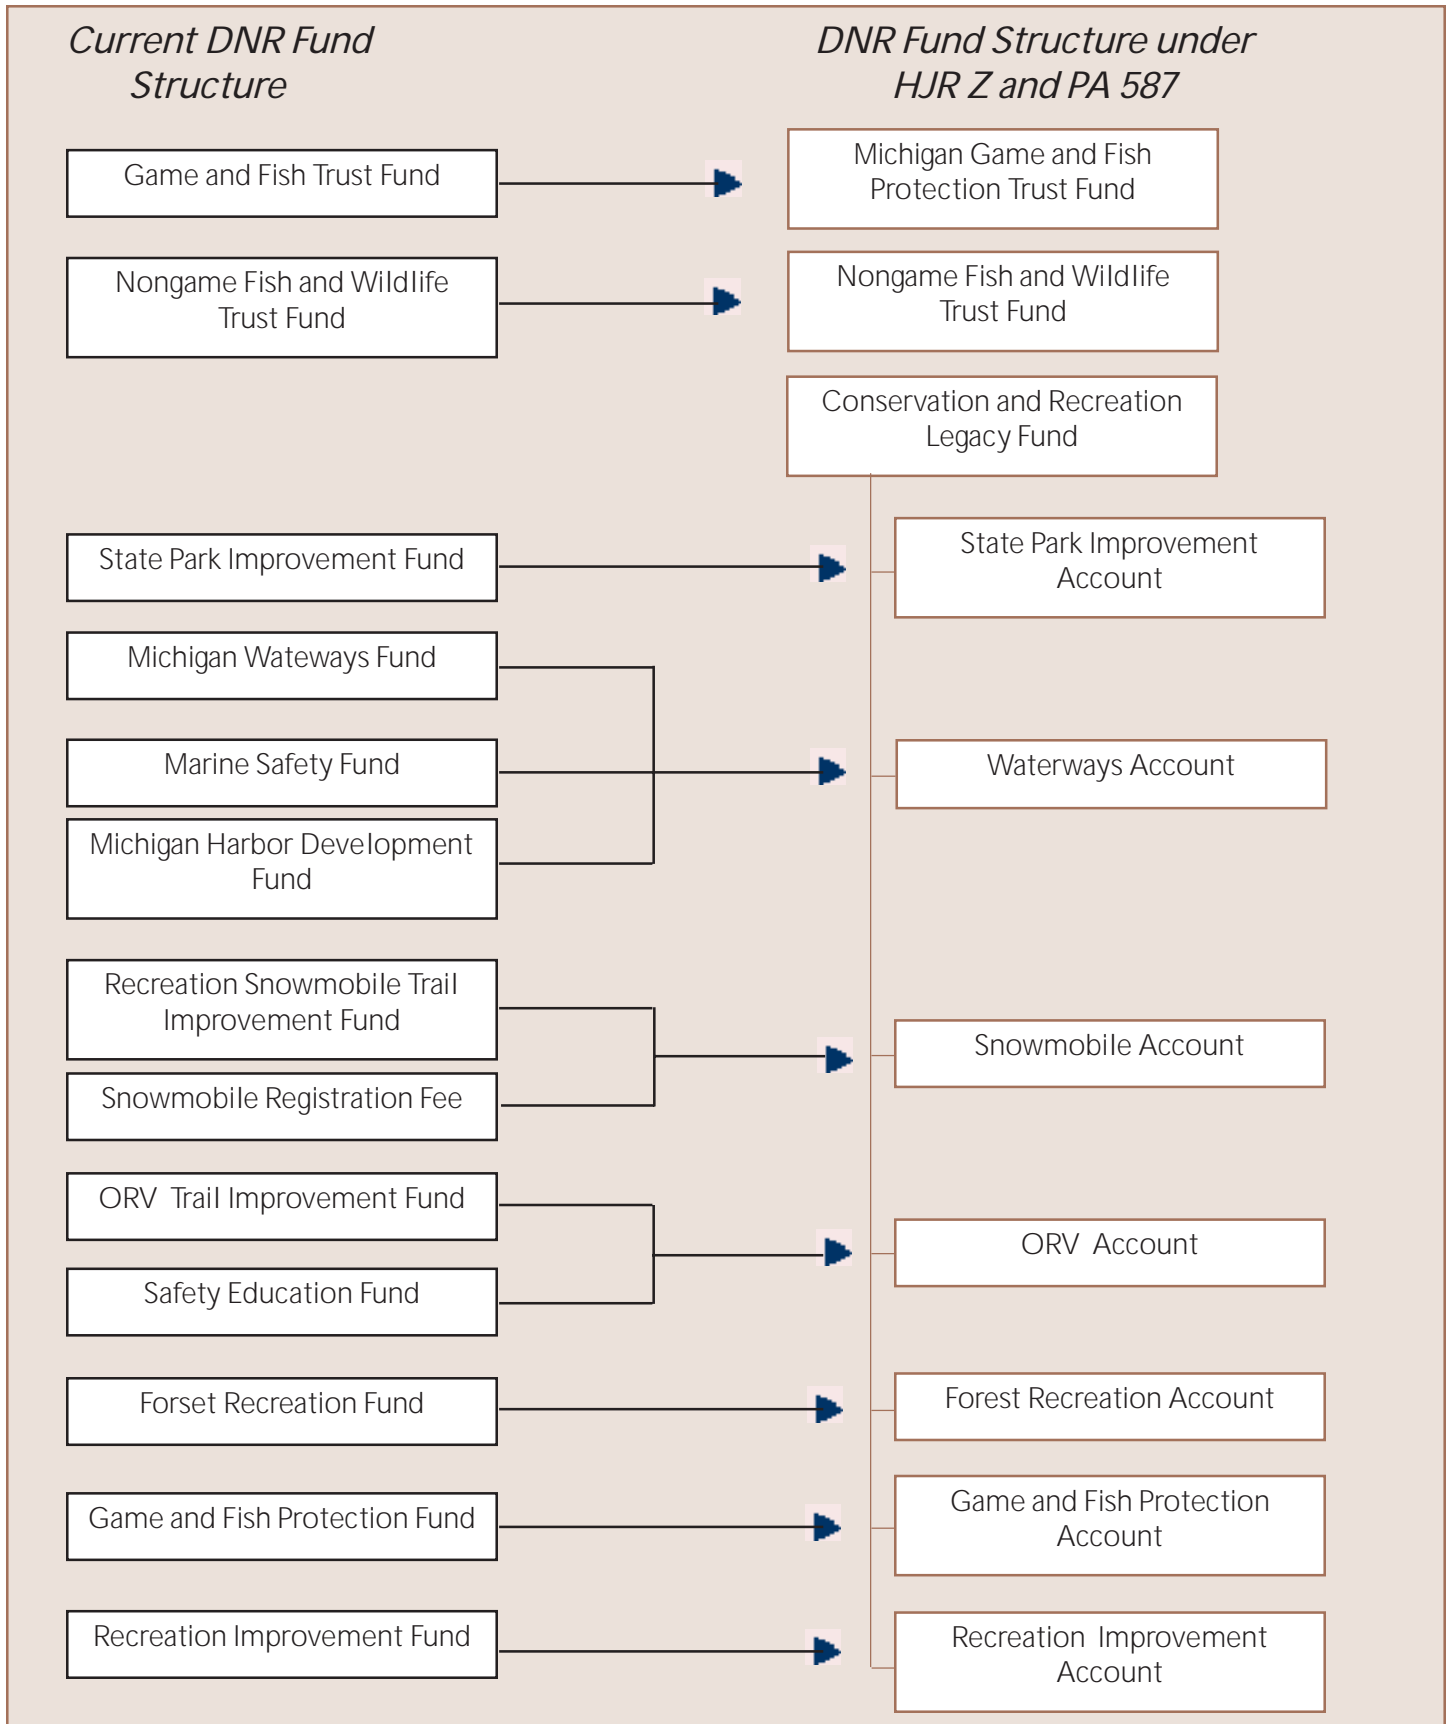 Current DNR Fund
Structure
DNR Fund Structure under
HJR Z and PA 587
Game and Fish Trust Fund
Michigan Game and Fish
Protection Trust Fund
Nongame Fish and Wildlife
Trust Fund
Nongame Fish and Wildlife
Trust Fund
Conservation and Recreation
Legacy Fund
State Park Improvement Fund
State Park Improvement
Account
Michigan Wateways Fund
Marine Safety Fund
Michigan Harbor Development
Fund
Waterways Account
Recreation Snowmobile Trail
Improvement Fund
Snowmobile Registration Fee
Snowmobile Account
ORV Trail Improvement Fund
Safety Education Fund
ORV Account
Forset Recreation Fund
Forest Recreation Account
Game and Fish Protection Fund
Game and Fish Protection
Account
Recreation Improvement Fund
Recreation Improvement
Account